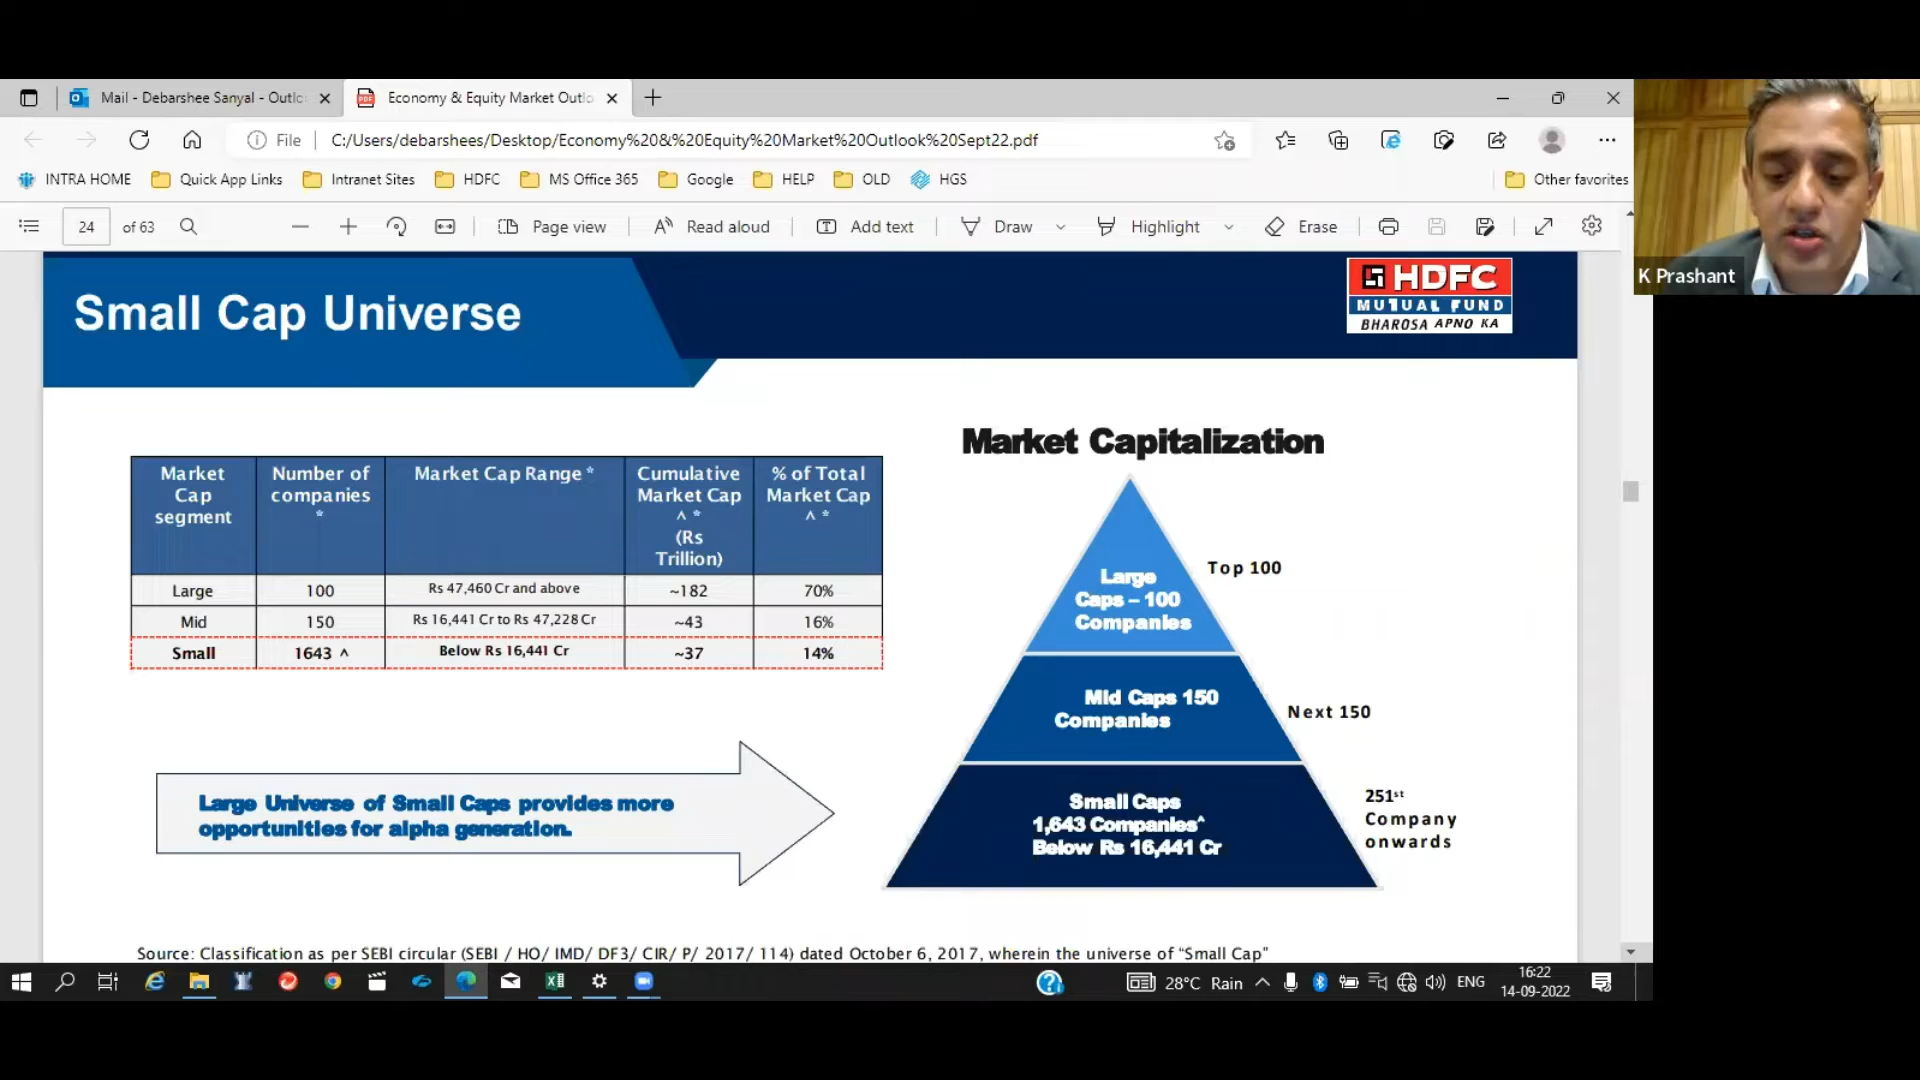 Mail - Debarshee Sanyal - Outlo
Economy & Equity Market Outlo
File
C:/Users/debarshees/Desktop/Economy%20&%20Equity%20Market%20Outlook%20Sept22.pdf
INTRA HOME
Quick App Links
Intranet Sites
HDFC
MS Office 365
Google
HELP
OLD
HGS
Other favorites
24
of 63
Page view
Read aloud
Add text
Draw
Highlight
Erase
K Prashant
Small Cap Universe
HDFC
MUTUAL FUND
BHAROSA APNO KA
Market Cap segment
Number of companies *
Market Cap Range *
Cumulative Market Cap ^ * (Rs Trillion)
% of Total Market Cap ^ *
Large 100 Rs 47,460 Cr and above ~182 70%
Mid 150 Rs 16,441 Cr to Rs 47,228 Cr ~43 16%
Small 1643 ^ Below Rs 16,441 Cr ~37 14%
Large Universe of Small Caps provides more
opportunities for alpha generation.
Market Capitalization
Large
Caps – 100
Companies
Top 100
Mid Caps 150
Companies
Next 150
Small Caps
1,643 Companies^
Below Rs 16,441 Cr
251st
Company
onwards
Source: Classification as per SEBI circular (SEBI / HO/ IMD/ DF3/ CIR/ P/ 2017/ 114) dated October 6, 2017, wherein the universe of “Small Cap”
28°C Rain
ENG
16:22
14-09-2022